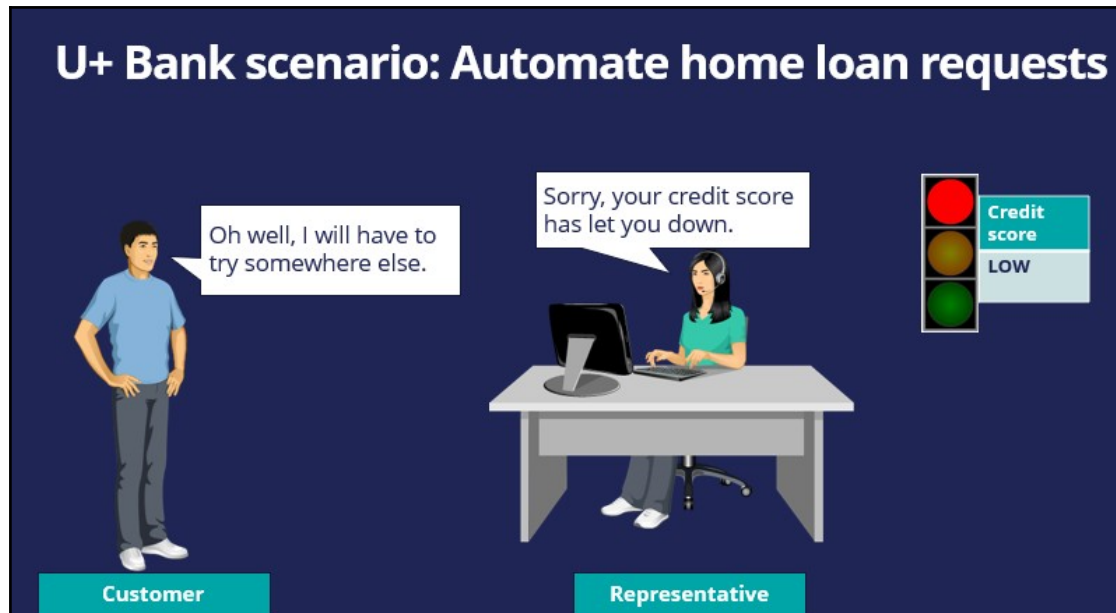 U+ Bank scenario: Automate home loan requests
Oh well, I will have to
try somewhere else.
Sorry, your credit score
has let you down.
Credit
score
LOW
Customer
Representative